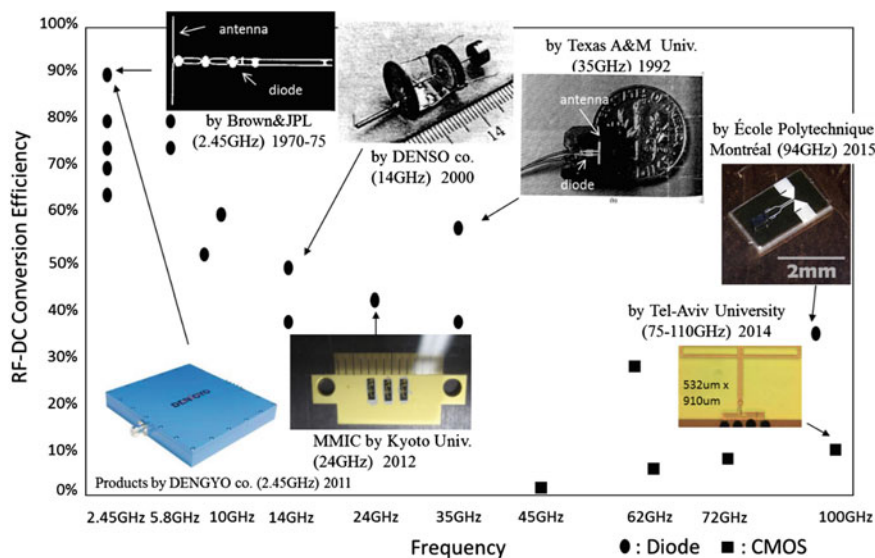 100%
90%
80%
70%
60%
50%
40%
30%
20%
10%
0%
RF-DC Conversion Efficiency
antenna
diode
by Brown&JPL
(2.45GHz) 1970-75
14
by DENSO co.
(14GHz) 2000
by Texas A&M Univ.
(35GHz) 1992
antenna
diode
by École Polytechnique
Montréal (94GHz) 2015
2mm
by Tel-Aviv University
(75-110GHz) 2014
532um x
910um
DENGYO
Products by DENGYO co. (2.45GHz) 2011
MMIC by Kyoto Univ.
(24GHz) 2012
2.45GHz 5.8GHz 10GHz 14GHz 24GHz 35GHz 45GHz 62GHz 72GHz 100GHz
Frequency
: Diode : CMOS